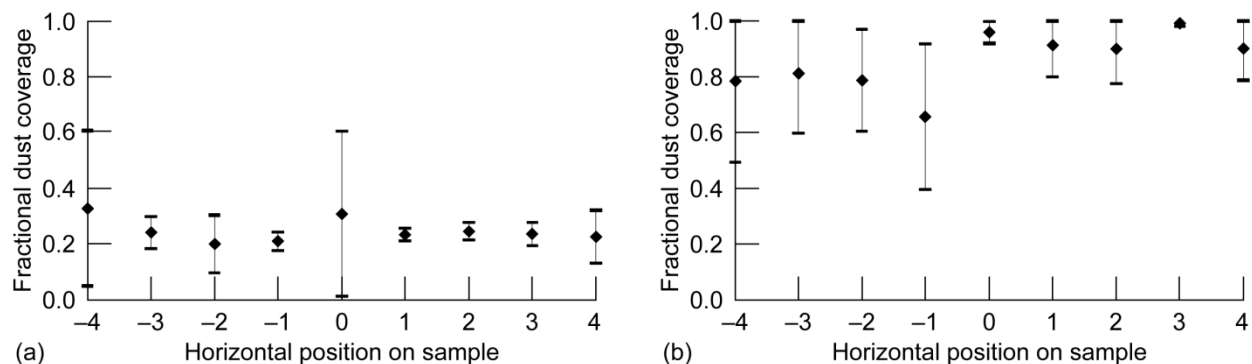 1.0
0.8
0.6
0.4
0.2
0.0
Fractional dust coverage
–4 –3 –2 –1 0 1 2 3 4
(a) Horizontal position on sample
1.0
0.8
0.6
0.4
0.2
0.0
Fractional dust coverage
–4 –3 –2 –1 0 1 2 3 4
(b) Horizontal position on sample